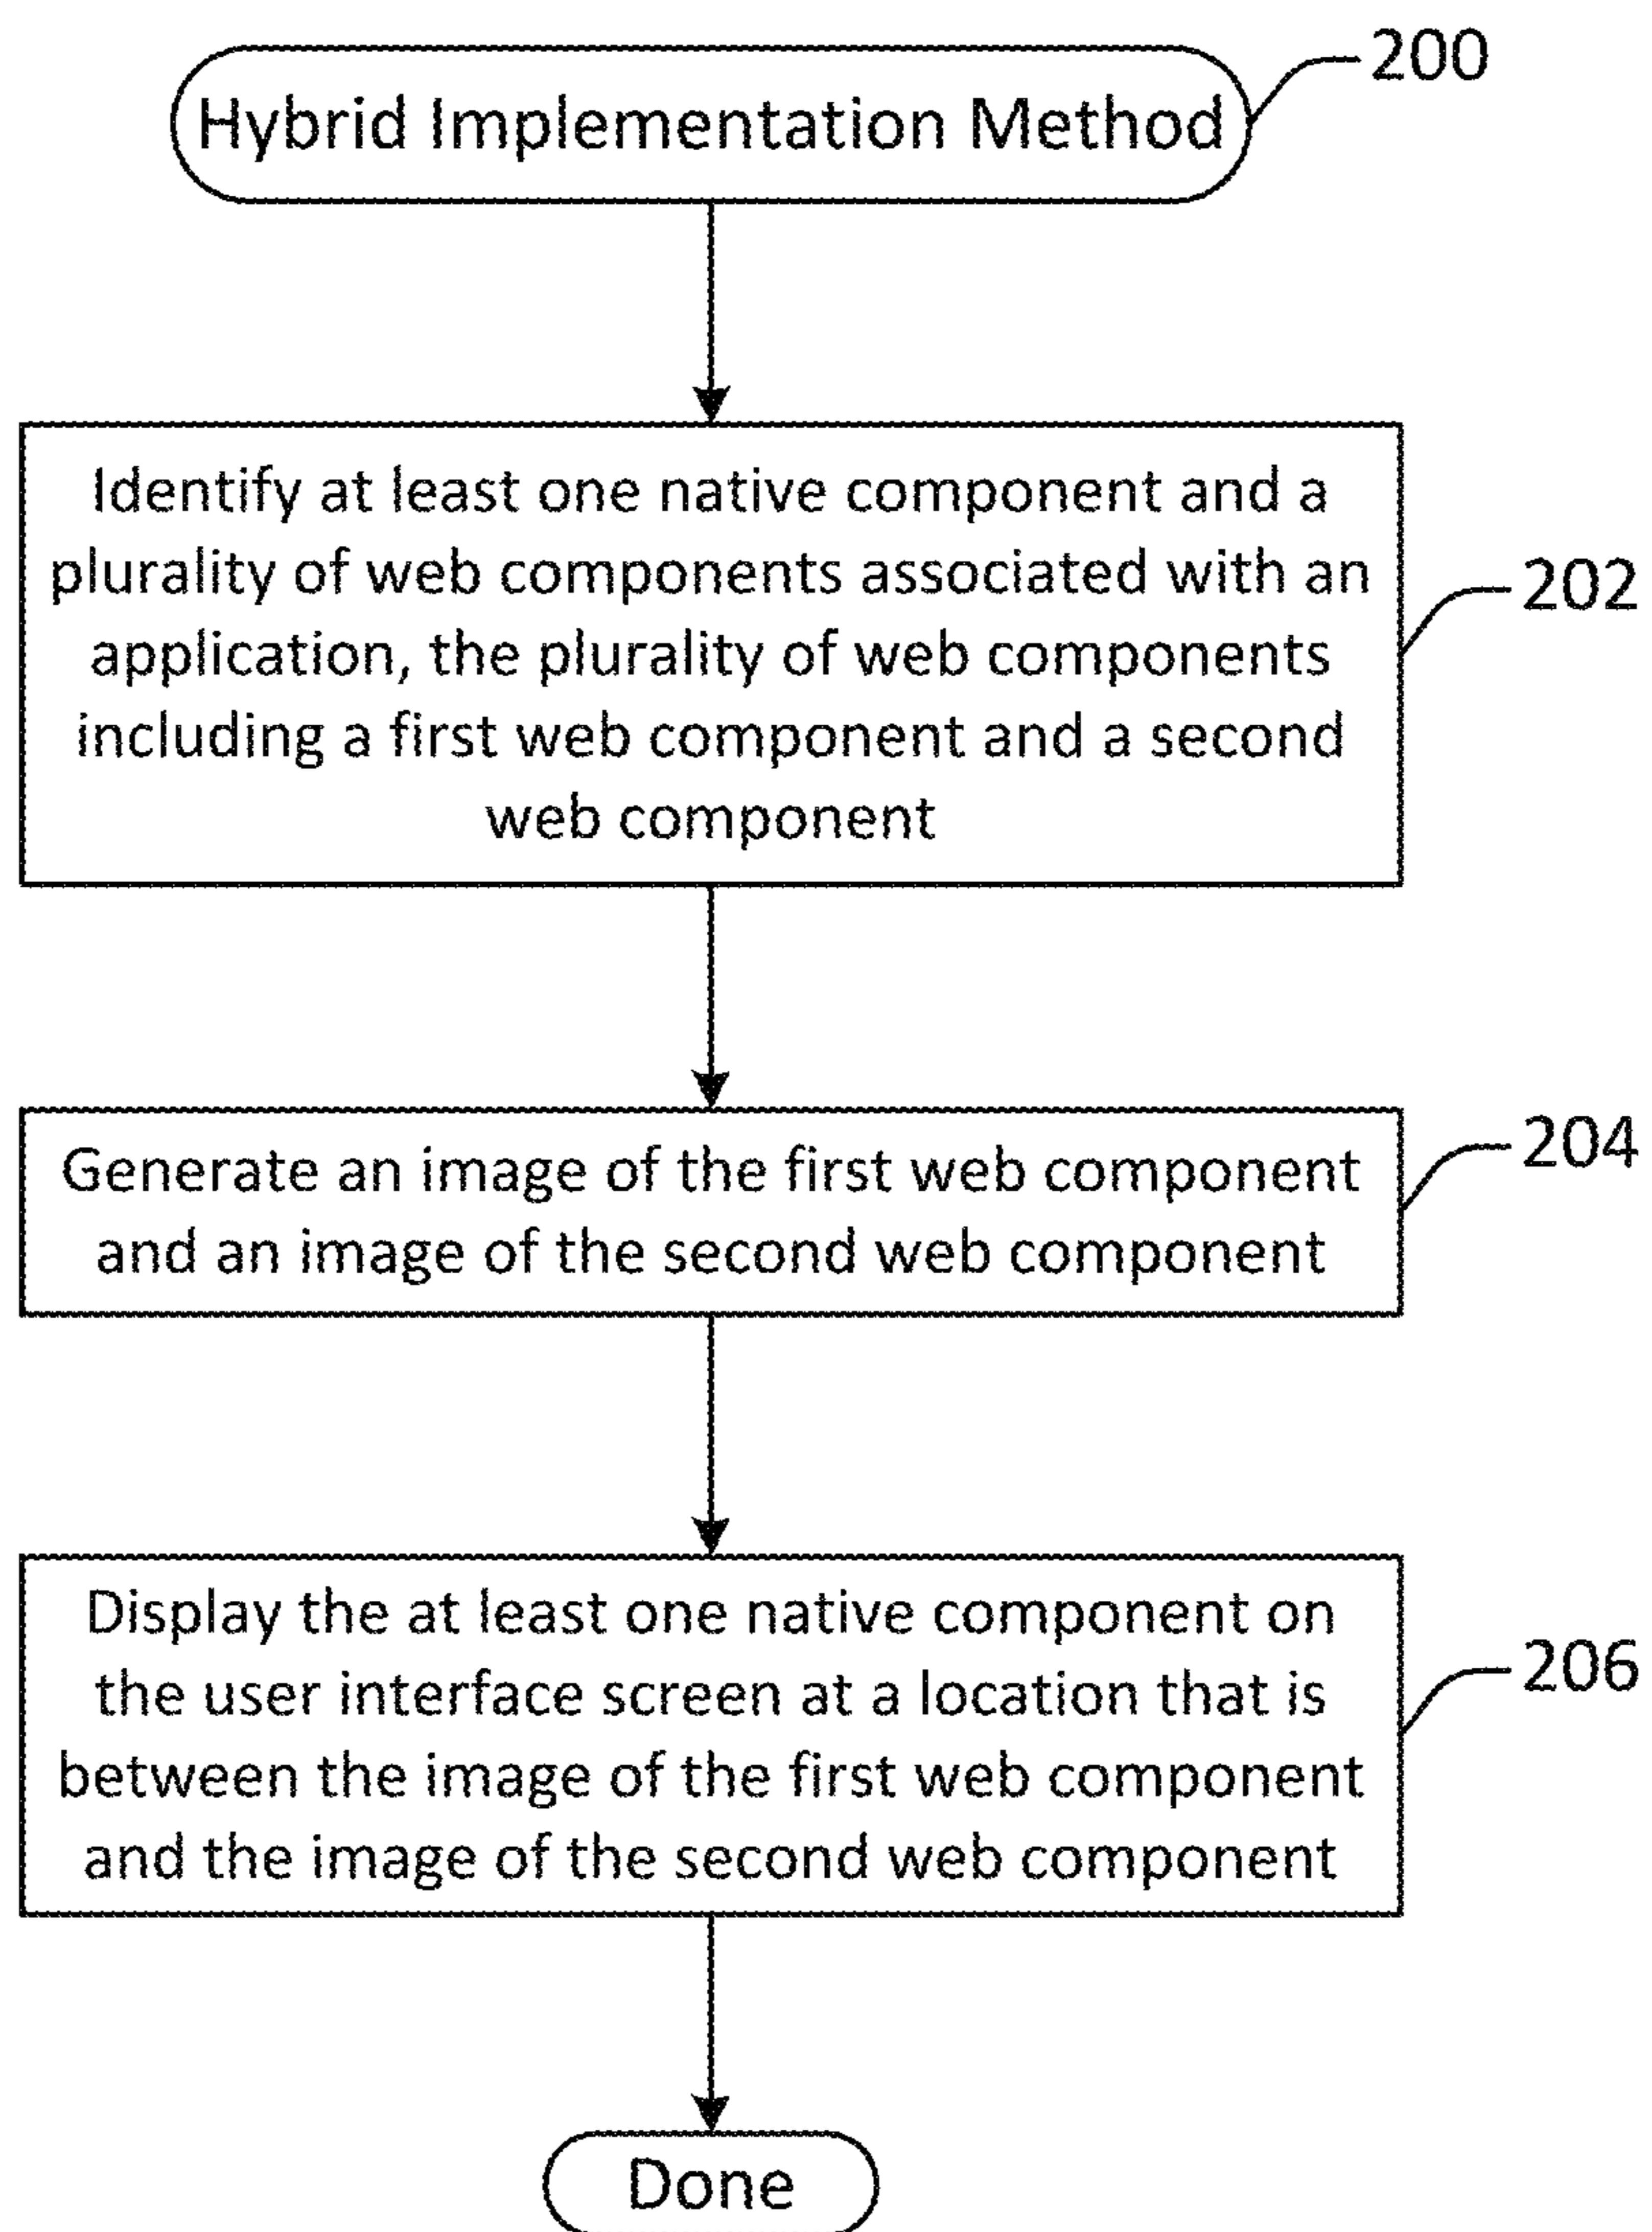 200
Hybrid Implementation Method
Identify at least one native component and a
plurality of web components associated with an
application, the plurality of web components
including a first web component and a second
web component
202
Generate an image of the first web component
and an image of the second web component
204
Display the at least one native component on
the user interface screen at a location that is
between the image of the first web component
and the image of the second web component
206
Done